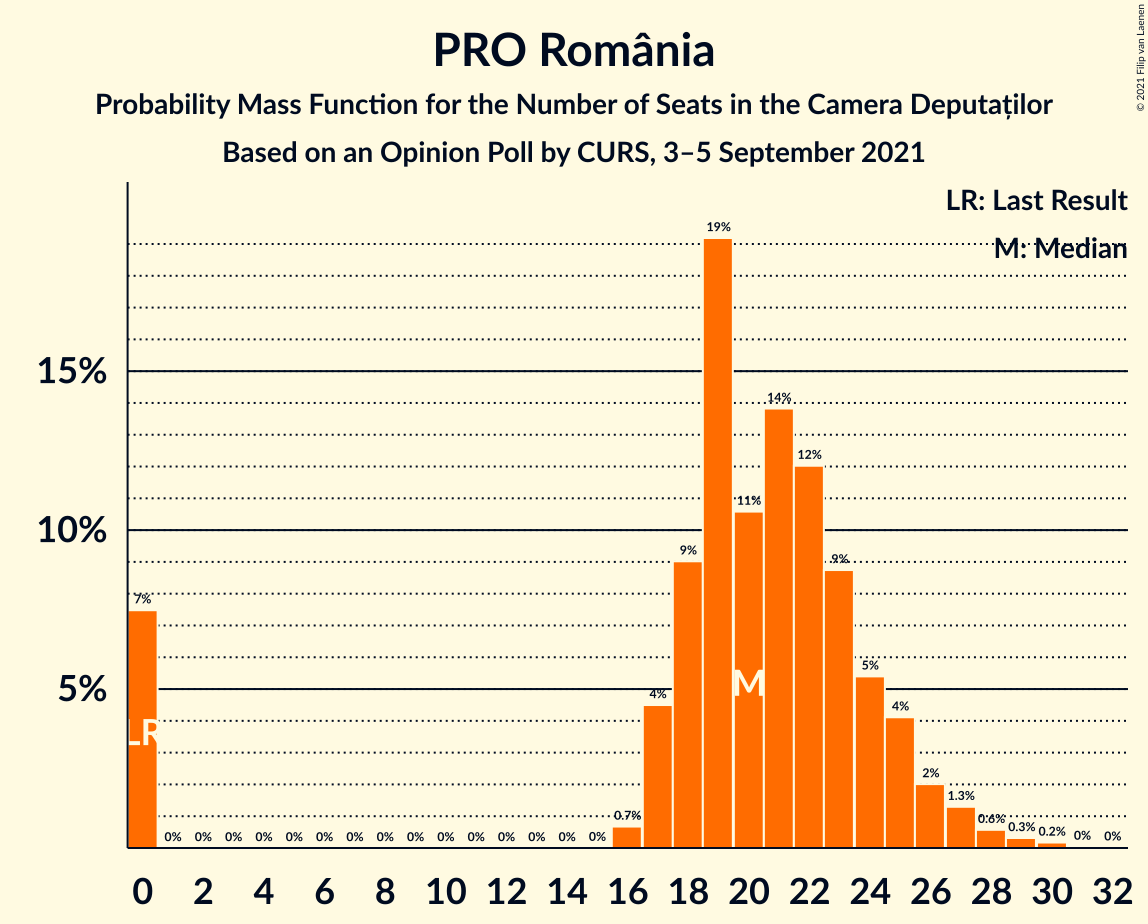 PRO România
Probability Mass Function for the Number of Seats in the Camera Deputaților
Based on an Opinion Poll by CURS, 3–5 September 2021
© 2021 Filip van Laenen
LR: Last Result
M: Median
15%
10%
5%
7% 0% 0% 0% 0% 0% 0% 0% 0% 0% 0% 0% 0% 0% 0% 0% 0.7% 4% 9% 19% 11% 14% 12% 9% 5% 4% 2% 1.3% 0.6% 0.3% 0.2% 0% 0%
LR
M
0 2 4 6 8 10 12 14 16 18 20 22 24 26 28 30 32